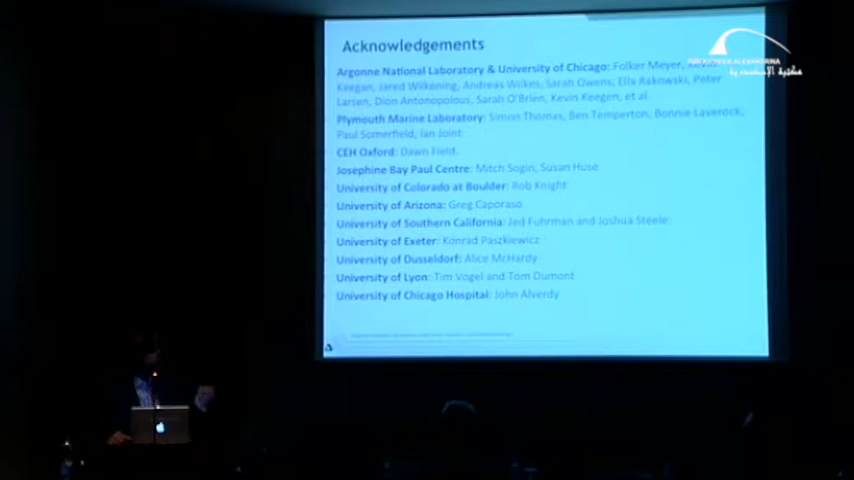 Acknowledgements
BIBLIOTHECA ALEXANDRINA
مكتبة الإسكندرية
Argonne National Laboratory & University of Chicago: Folker Meyer,
Keegan, Jared Wilkening, Andreas Wilkes, Sarah Owens, Ella Rakowski, Peter
Larsen, Dion Antonopolous, Sarah O'Brien, Kevin Keegen, et al.
Plymouth Marine Laboratory: Simon Thomas, Ben Temperton, Bonnie Laverock,
Paul Somerfield, Ian Joint
CEH Oxford: Dawn Field.
Josephine Bay Paul Centre: Mitch Sogin, Susan Huse
University of Colorado at Boulder: Rob Knight
University of Arizona: Greg Caporaso
University of Southern California: Jed Fuhrman and Joshua Steele
University of Exeter: Konrad Paszkiewicz
University of Dusseldorf: Alice McHardy
University of Lyon: Tim Vogel and Tom Dumont
University of Chicago Hospital: John Alverdy